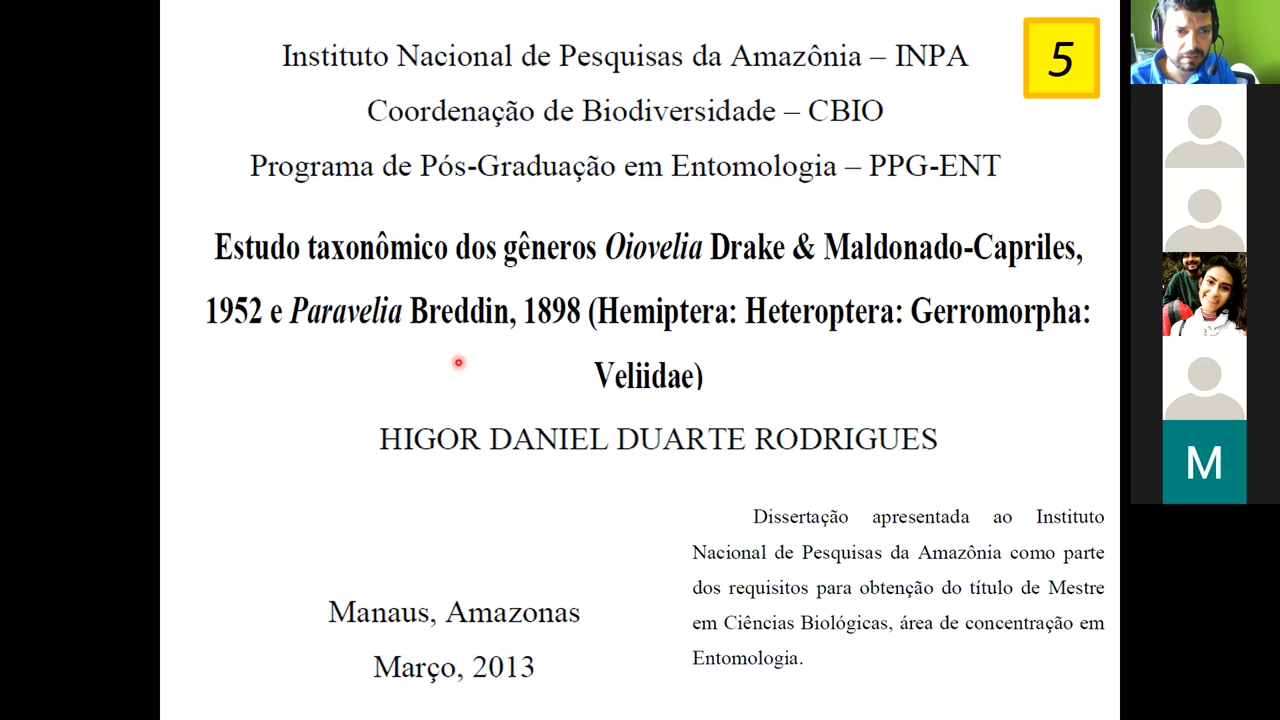 Instituto Nacional de Pesquisas da Amazônia – INPA
5
Coordenação de Biodiversidade – CBIO
Programa de Pós-Graduação em Entomologia – PPG-ENT
Estudo taxonômico dos gêneros Oiovelia Drake & Maldonado-Capriles,
1952 e Paravelia Breddin, 1898 (Hemiptera: Heteroptera: Gerromorpha:
Veliidae)
HIGOR DANIEL DUARTE RODRIGUES
Dissertação apresentada ao Instituto
Nacional de Pesquisas da Amazônia como parte
dos requisitos para obtenção do título de Mestre
em Ciências Biológicas, área de concentração em
Entomologia.
Manaus, Amazonas
Março, 2013
M